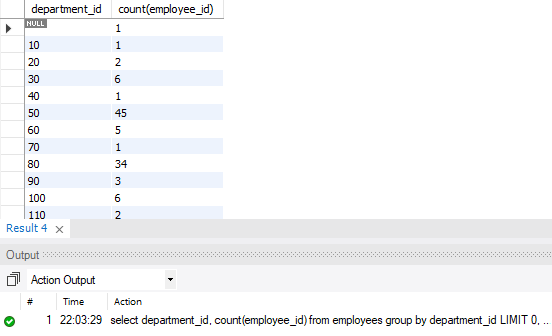 department_id count(employee_id)
NULL 1
10 1
20 2
30 6
40 1
50 45
60 5
70 1
80 34
90 3
100 6
110 2
Result 4
Output
Action Output
# Time Action
1 22:03:29 select department_id, count(employee_id) from employees group by department_id LIMIT 0, ...